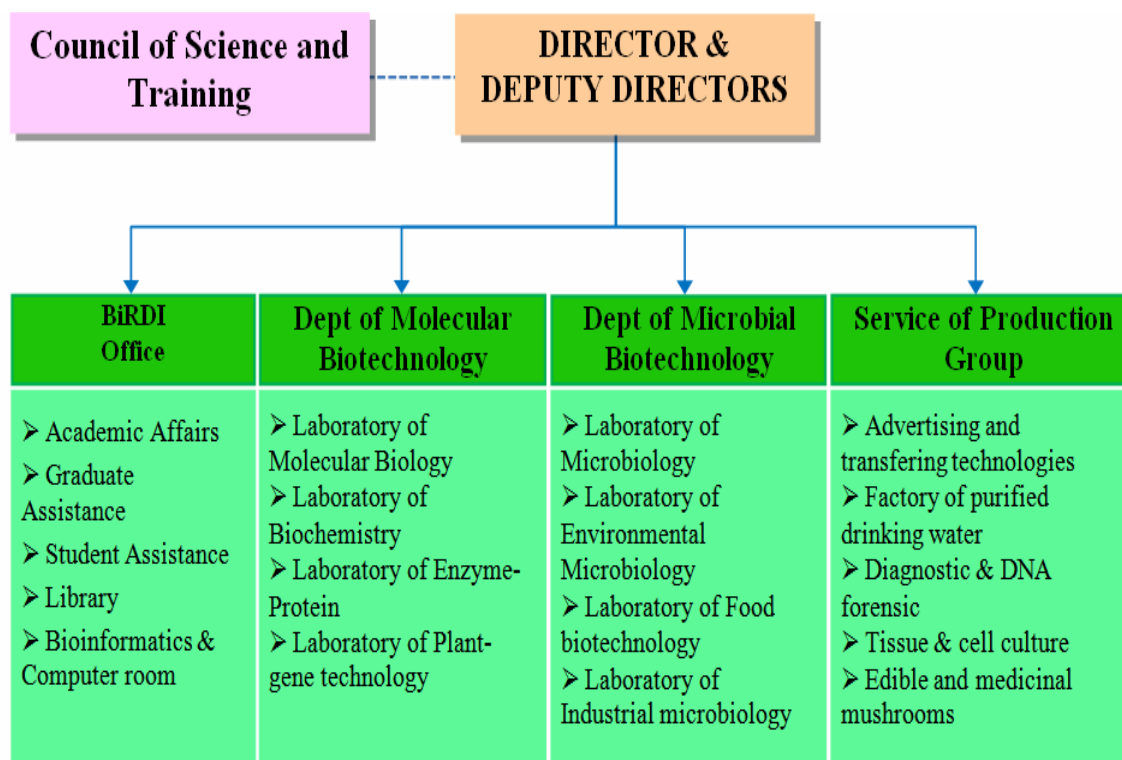 Council of Science and
Training
DIRECTOR &
DEPUTY DIRECTORS
BiRDI
Office
➢ Academic Affairs
➢ Graduate
Assistance
➢ Student Assistance
➢ Library
➢ Bioinformatics &
Computer room
Dept of Molecular
Biotechnology
➢ Laboratory of
Molecular Biology
➢ Laboratory of
Biochemistry
➢ Laboratory of Enzyme-
Protein
➢ Laboratory of Plant-
gene technology
Dept of Microbial
Biotechnology
➢ Laboratory of
Microbiology
➢ Laboratory of
Environmental
Microbiology
➢ Laboratory of Food
biotechnology
➢ Laboratory of
Industrial microbiology
Service of Production
Group
➢ Advertising and
transfering technologies
➢ Factory of purified
drinking water
➢ Diagnostic & DNA
forensic
➢ Tissue & cell culture
➢ Edible and medicinal
mushrooms